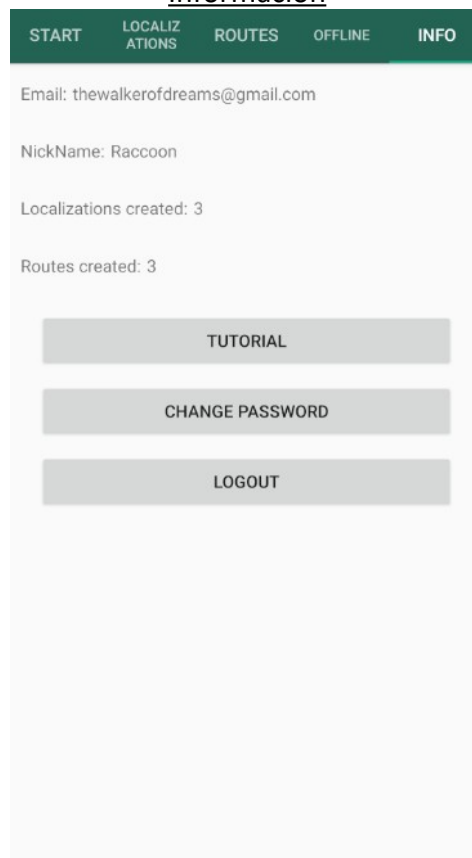 Información
START
LOCALIZ
ATIONS
ROUTES
OFFLINE
INFO
Email: thewalkerofdreams@gmail.com
NickName: Raccoon
Localizations created: 3
Routes created: 3
TUTORIAL
CHANGE PASSWORD
LOGOUT